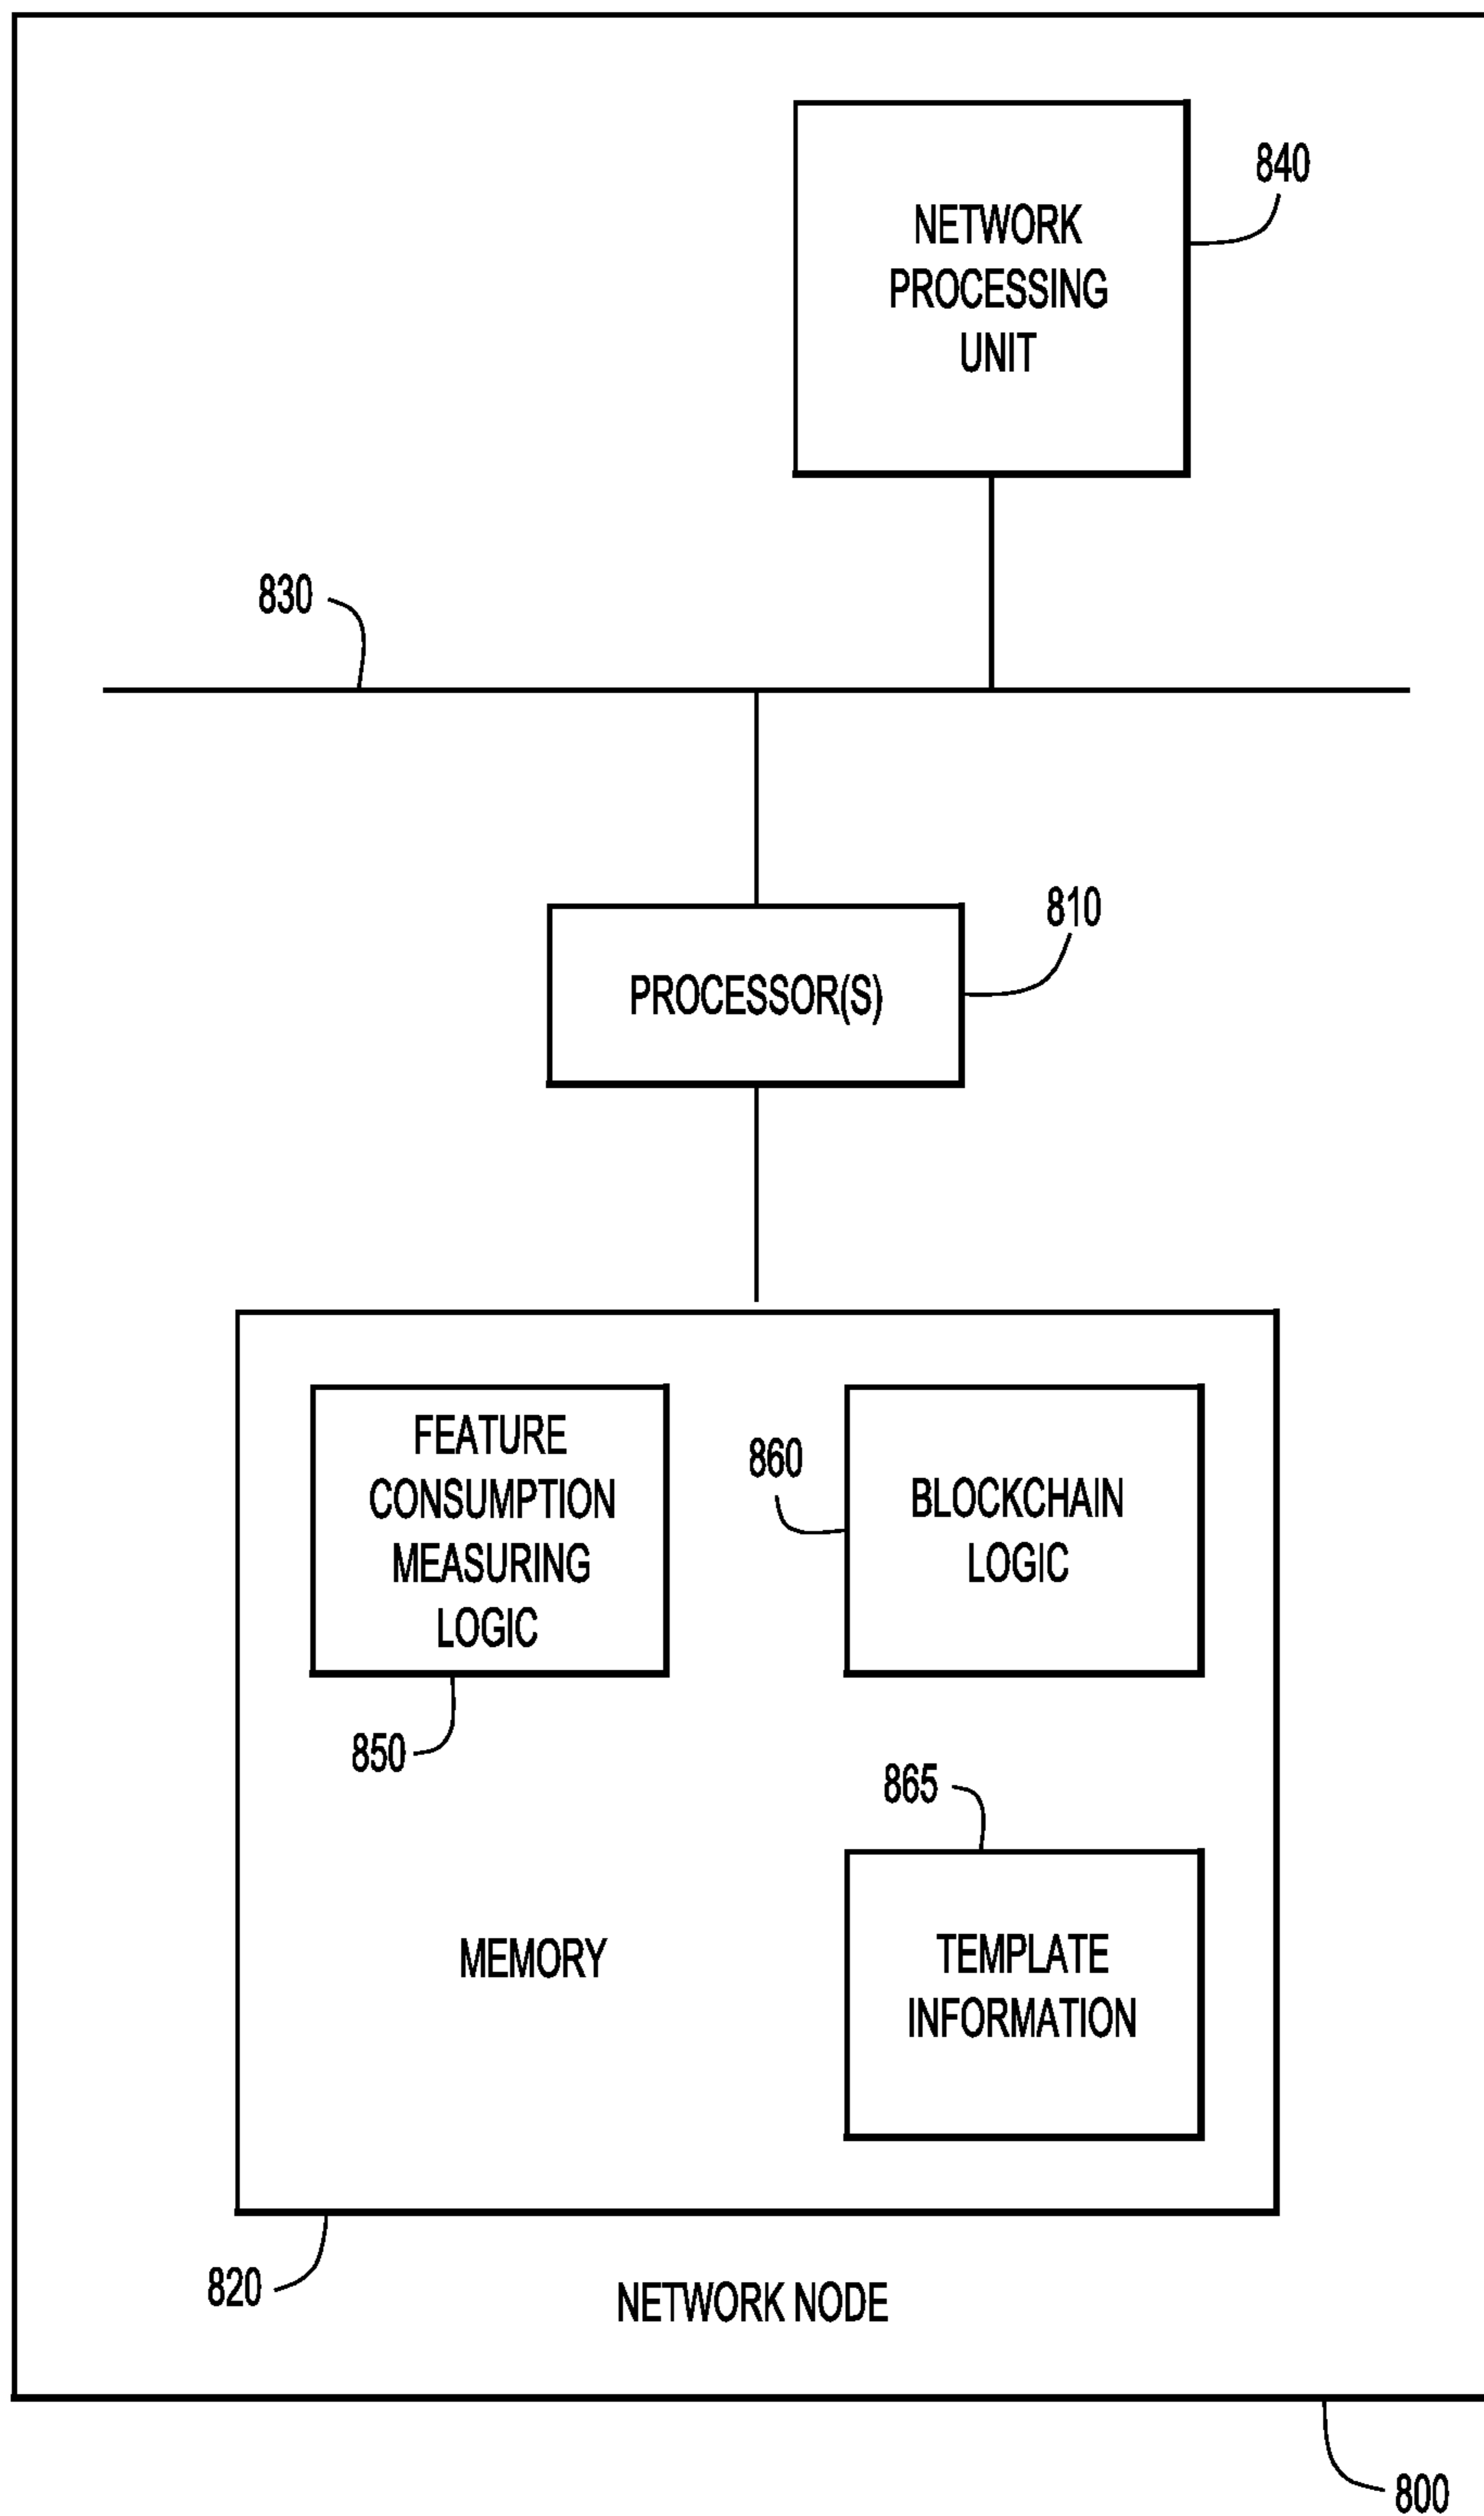 840
NETWORK
PROCESSING
UNIT
830
810
PROCESSOR(S)
FEATURE
CONSUMPTION
MEASURING
LOGIC
860
BLOCKCHAIN
LOGIC
850
865
MEMORY
TEMPLATE
INFORMATION
820
NETWORK NODE
800